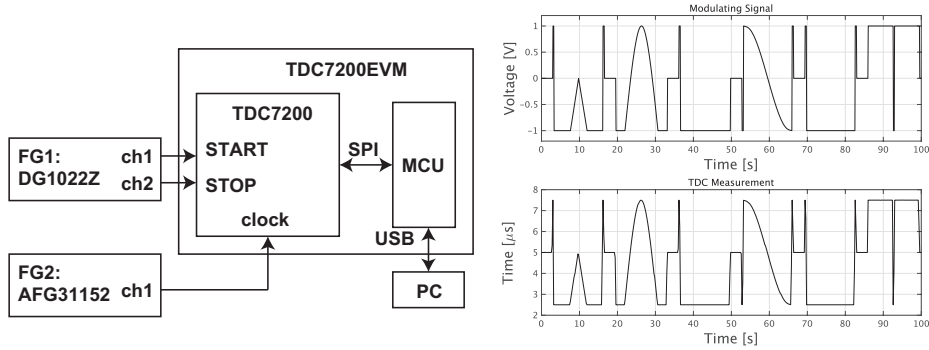 TDC7200EVM
TDC7200
START
STOP
clock
SPI
MCU
USB
PC
FG1:
DG1022Z
ch1
ch2
FG2:
AFG31152
ch1
Modulating Signal
Voltage [V]
1
0.5
0
−0.5
−1
0 10 20 30 40 50 60 70 80 90 100
Time [s]
TDC Measurement
Time [µs]
8
7
6
5
4
3
2
0 10 20 30 40 50 60 70 80 90 100
Time [s]